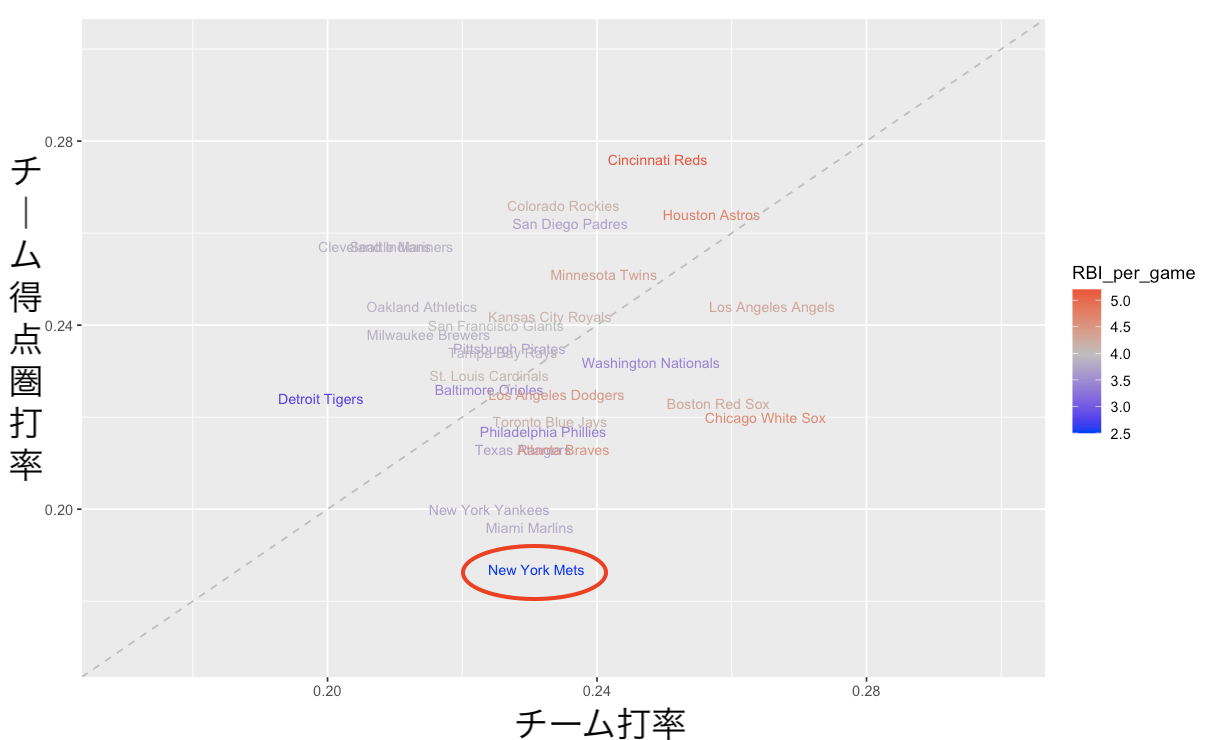 チーム得点圏打率
0.28
0.24
0.20
Cincinnati Reds
Colorado Rockies
Houston Astros
San Diego Padres
Cleveland Indians
Seattle Mariners
Minnesota Twins
Oakland Athletics
Los Angeles Angels
Kansas City Royals
San Francisco Giants
Milwaukee Brewers
Pittsburgh Pirates
Tampa Bay Rays
Washington Nationals
St. Louis Cardinals
Baltimore Orioles
Los Angeles Dodgers
Detroit Tigers
Boston Red Sox
Chicago White Sox
Toronto Blue Jays
Philadelphia Phillies
Texas Rangers
Atlanta Braves
New York Yankees
Miami Marlins
New York Mets
0.20
0.24
0.28
チーム打率
RBI_per_game
5.0
4.5
4.0
3.5
3.0
2.5